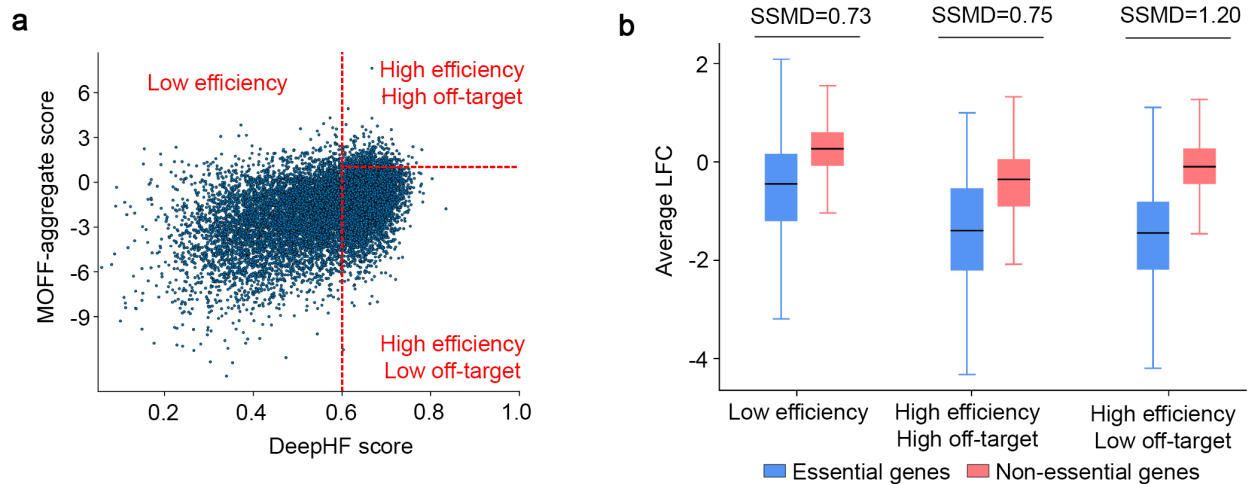 a
MOFF-aggregate score
6
3
0
-3
-6
-9
Low efficiency
High efficiency
High off-target
High efficiency
Low off-target
0.2
0.4
0.6
0.8
1.0
DeepHF score
b
SSMD=0.73
SSMD=0.75
SSMD=1.20
Average LFC
2
0
-2
-4
Low efficiency
High efficiency
High off-target
High efficiency
Low off-target
Essential genes
Non-essential genes